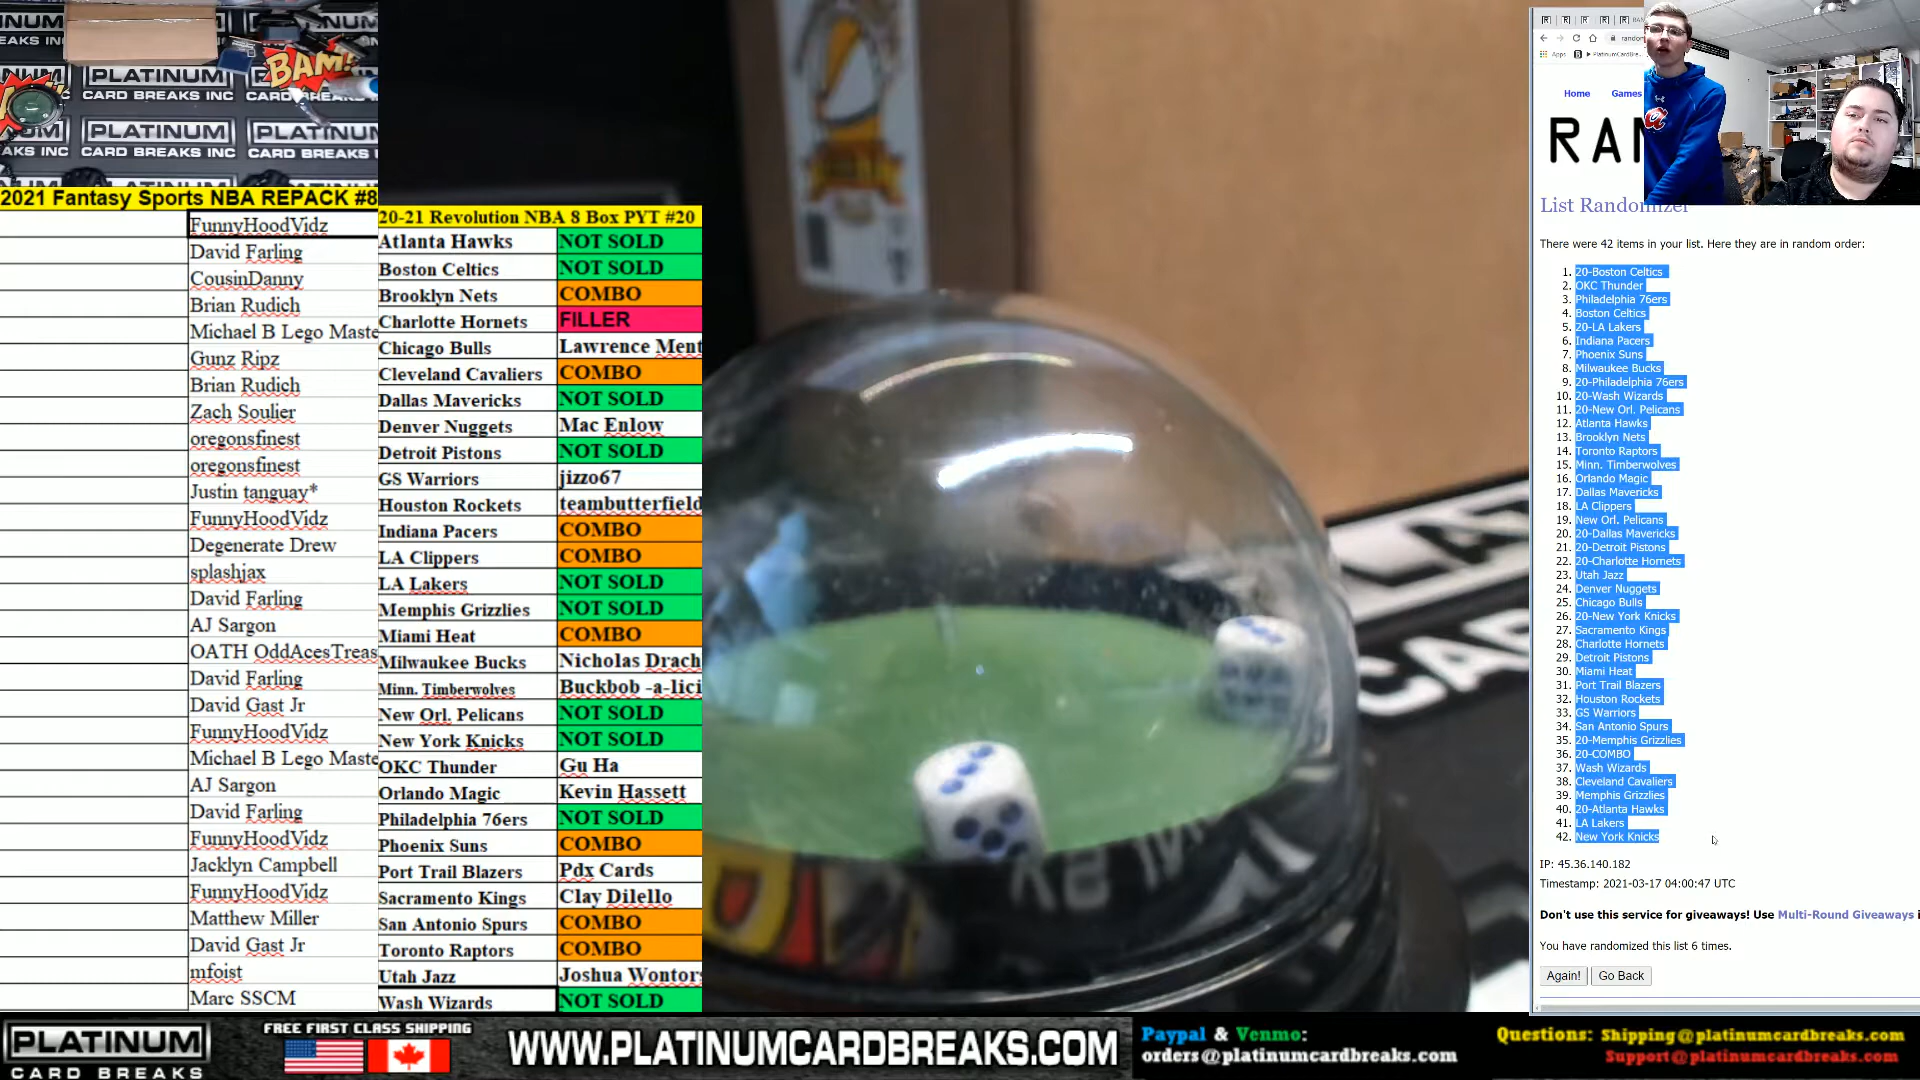 PLATINUM
CARD BREAKS INC
BAM!
PLATINUM
CARD BREAKS INC
2021 Fantasy Sports NBA REPACK #8
FunnyHoodVidz
David Farling
CousinDanny
Brian Rudich
Michael B Lego Maste
Gunz Ripz
Brian Rudich
Zach Soulier
oregonsfinest
oregonsfinest
Justin tanguay*
FunnyHoodVidz
Degenerate Drew
splashjax
David Farling
AJ Sargon
OATH OddAcesTreas
David Farling
David Gast Jr
FunnyHoodVidz
Michael B Lego Maste
AJ Sargon
David Farling
FunnyHoodVidz
Jacklyn Campbell
FunnyHoodVidz
Matthew Miller
David Gast Jr
mfoist
Marc SSCM
20-21 Revolution NBA 8 Box PYT #20
Atlanta Hawks NOT SOLD
Boston Celtics NOT SOLD
Brooklyn Nets COMBO
Charlotte Hornets FILLER
Chicago Bulls Lawrence Ment
Cleveland Cavaliers COMBO
Dallas Mavericks NOT SOLD
Denver Nuggets Mac Enlow
Detroit Pistons NOT SOLD
GS Warriors jizzo67
Houston Rockets teambutterfield
Indiana Pacers COMBO
LA Clippers COMBO
LA Lakers NOT SOLD
Memphis Grizzlies NOT SOLD
Miami Heat COMBO
Milwaukee Bucks Nicholas Drach
Minn. Timberwolves Buckbob -a-lici
New Orl. Pelicans NOT SOLD
New York Knicks NOT SOLD
OKC Thunder Gu Ha
Orlando Magic Kevin Hassett
Philadelphia 76ers NOT SOLD
Phoenix Suns COMBO
Port Trail Blazers Pdx Cards
Sacramento Kings Clay Dilello
San Antonio Spurs COMBO
Toronto Raptors COMBO
Utah Jazz Joshua Wontors
Wash Wizards NOT SOLD
Apps PlatinumCardBre
Home Games
RAN
List Randomizer
There were 42 items in your list. Here they are in random order:
1. 20-Boston Celtics
2. OKC Thunder
3. Philadelphia 76ers
4. Boston Celtics
5. 20-LA Lakers
6. Indiana Pacers
7. Phoenix Suns
8. Milwaukee Bucks
9. 20-Philadelphia 76ers
10. 20-Wash Wizards
11. 20-New Orl. Pelicans
12. Atlanta Hawks
13. Brooklyn Nets
14. Toronto Raptors
15. Minn. Timberwolves
16. Orlando Magic
17. Dallas Mavericks
18. LA Clippers
19. New Orl. Pelicans
20. 20-Dallas Mavericks
21. 20-Detroit Pistons
22. 20-Charlotte Hornets
23. Utah Jazz
24. Denver Nuggets
25. Chicago Bulls
26. 20-New York Knicks
27. Sacramento Kings
28. Charlotte Hornets
29. Detroit Pistons
30. Miami Heat
31. Port Trail Blazers
32. Houston Rockets
33. GS Warriors
34. San Antonio Spurs
35. 20-Memphis Grizzlies
36. 20-COMBO
37. Wash Wizards
38. Cleveland Cavaliers
39. Memphis Grizzlies
40. 20-Atlanta Hawks
41. LA Lakers
42. New York Knicks
IP: 45.36.140.182
Timestamp: 2021-03-17 04:00:47 UTC
Don't use this service for giveaways! Use Multi-Round Giveaways i
You have randomized this list 6 times.
Again! Go Back
PLATINUM
CARD BREAKS
FREE FIRST CLASS SHIPPING
WWW.PLATINUMCARDBREAKS.COM
Paypal & Venmo:
orders@platinumcardbreaks.com
Questions: Shipping@platinumcardbreaks.com
Support@platinumcardbreaks.com